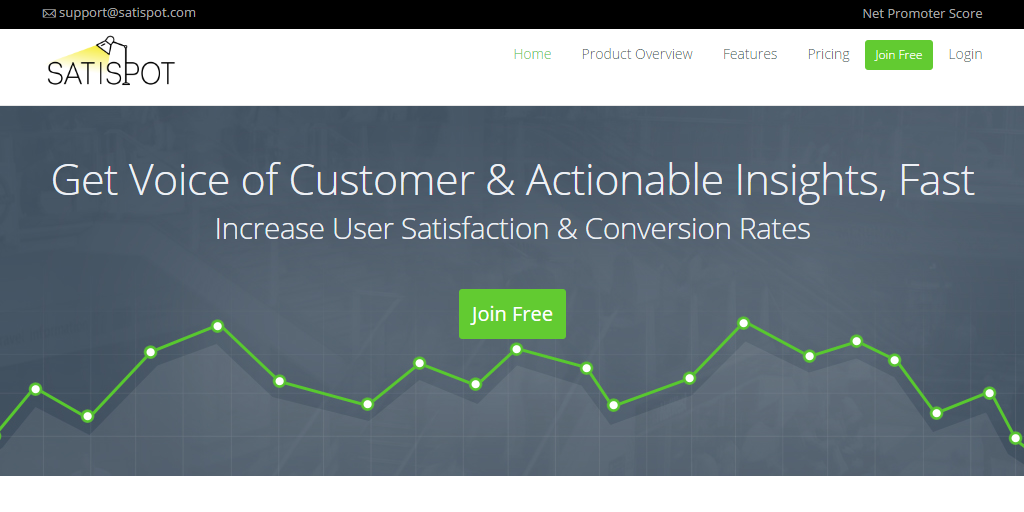 support@satispot.com
Net Promoter Score
SATISPOT
Home
Product Overview
Features
Pricing
Join Free
Login
Get Voice of Customer & Actionable Insights, Fast
Increase User Satisfaction & Conversion Rates
Join Free